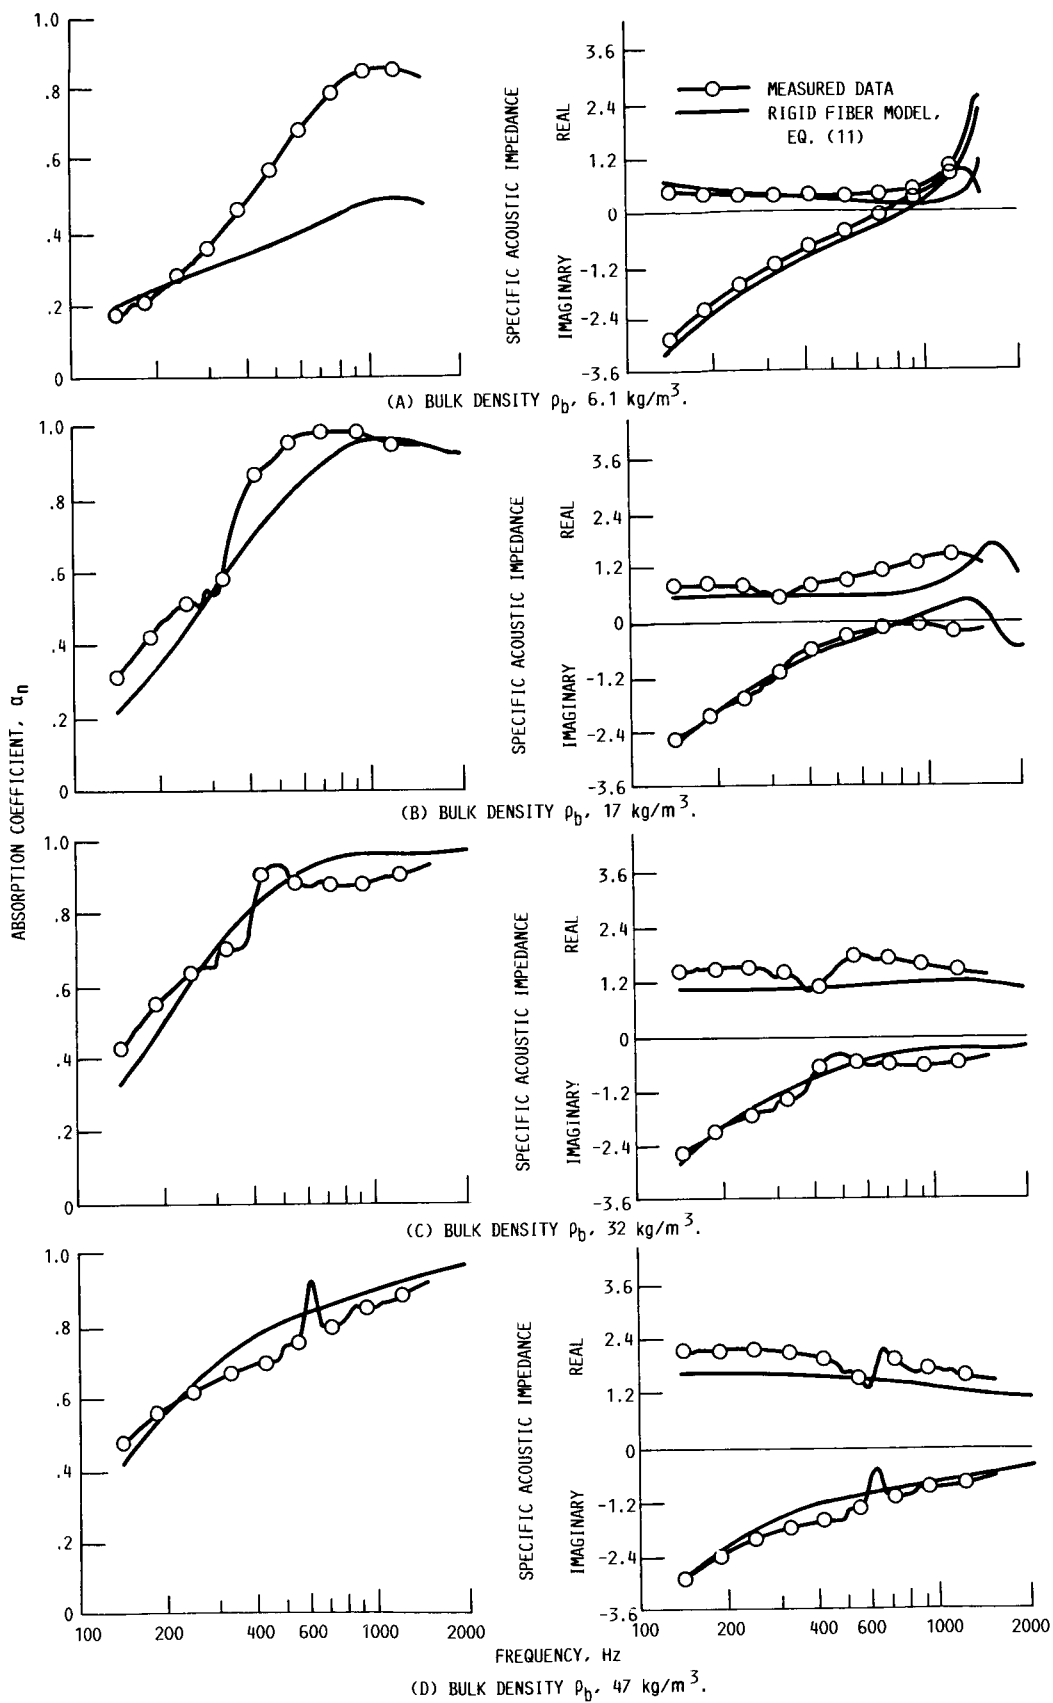 ABSORPTION COEFFICIENT, αn
1.0
.8
.6
.4
.2
0
SPECIFIC ACOUSTIC IMPEDANCE
REAL
IMAGINARY
3.6
2.4
1.2
0
-1.2
-2.4
-3.6
MEASURED DATA
RIGID FIBER MODEL,
EQ. (11)
(A) BULK DENSITY ρb, 6.1 kg/m3.
1.0
.8
.6
.4
.2
0
SPECIFIC ACOUSTIC IMPEDANCE
REAL
IMAGINARY
3.6
2.4
1.2
0
-1.2
-2.4
-3.6
(B) BULK DENSITY ρb, 17 kg/m3.
1.0
.8
.6
.4
.2
0
SPECIFIC ACOUSTIC IMPEDANCE
REAL
IMAGINARY
3.6
2.4
1.2
0
-1.2
-2.4
-3.6
(C) BULK DENSITY ρb, 32 kg/m3.
1.0
.8
.6
.4
.2
0
100 200 400 600 1000 2000
SPECIFIC ACOUSTIC IMPEDANCE
REAL
IMAGINARY
3.6
2.4
1.2
0
-1.2
-2.4
-3.6
100 200 400 600 1000 2000
FREQUENCY, Hz
(D) BULK DENSITY ρb, 47 kg/m3.